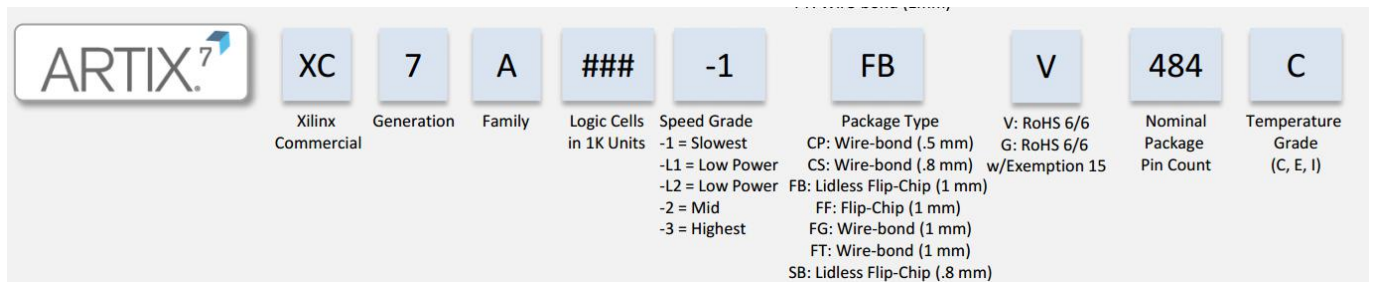 ARTIX.7
XC 7 A ### -1 FB V 484 C
Xilinx Commercial
Generation
Family
Logic Cells in 1K Units
Speed Grade
-1 = Slowest
-L1 = Low Power
-L2 = Low Power
-2 = Mid
-3 = Highest
Package Type
CP: Wire-bond (.5 mm)
CS: Wire-bond (.8 mm)
FB: Lidless Flip-Chip (1 mm)
FF: Flip-Chip (1 mm)
FG: Wire-bond (1 mm)
FT: Wire-bond (1 mm)
SB: Lidless Flip-Chip (.8 mm)
V: RoHS 6/6
G: RoHS 6/6
w/Exemption 15
Nominal
Package
Pin Count
Temperature
Grade
(C, E, I)